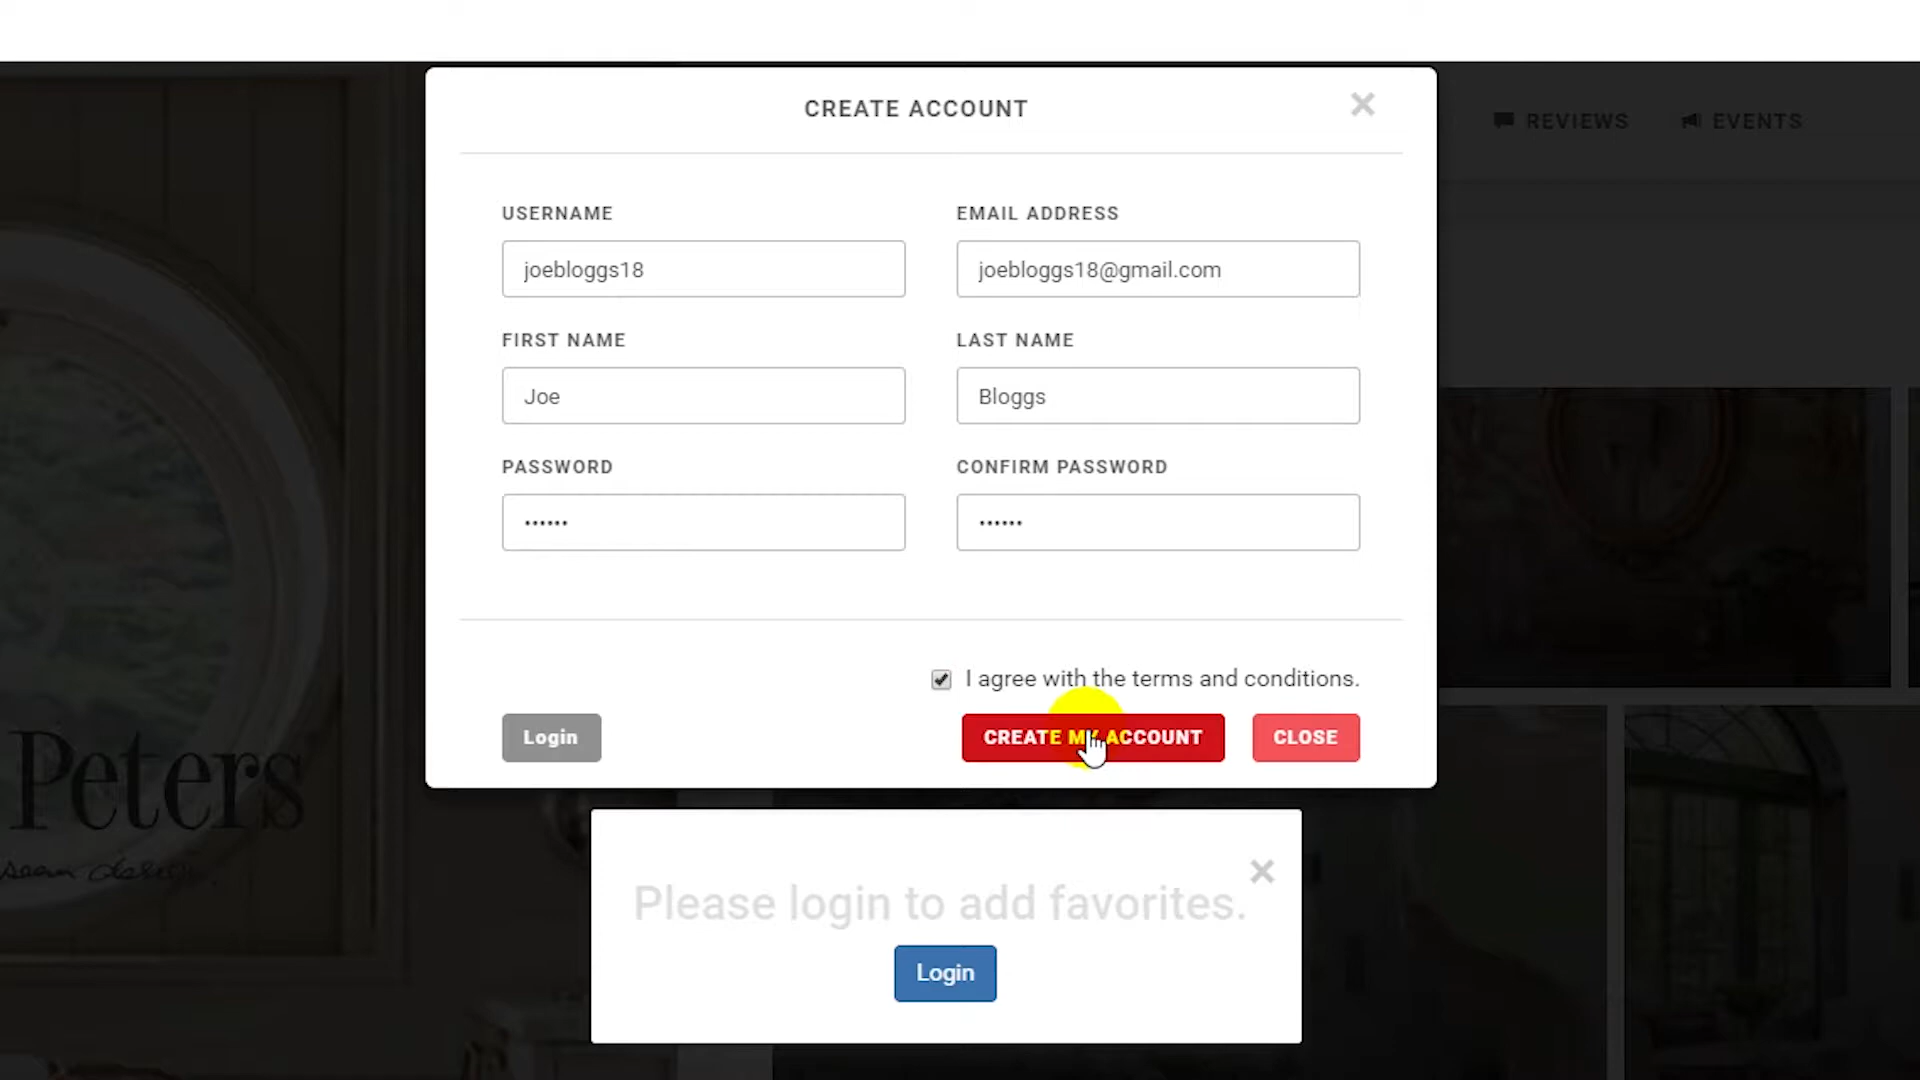 CREATE ACCOUNT
×
REVIEWS
EVENTS
USERNAME
EMAIL ADDRESS
joebloggs18
joebloggs18@gmail.com
FIRST NAME
LAST NAME
Joe
Bloggs
PASSWORD
CONFIRM PASSWORD
••••••
••••••
I agree with the terms and conditions.
Login
CREATE MY ACCOUNT
CLOSE
Peters
×
Please login to add favorites.
Login